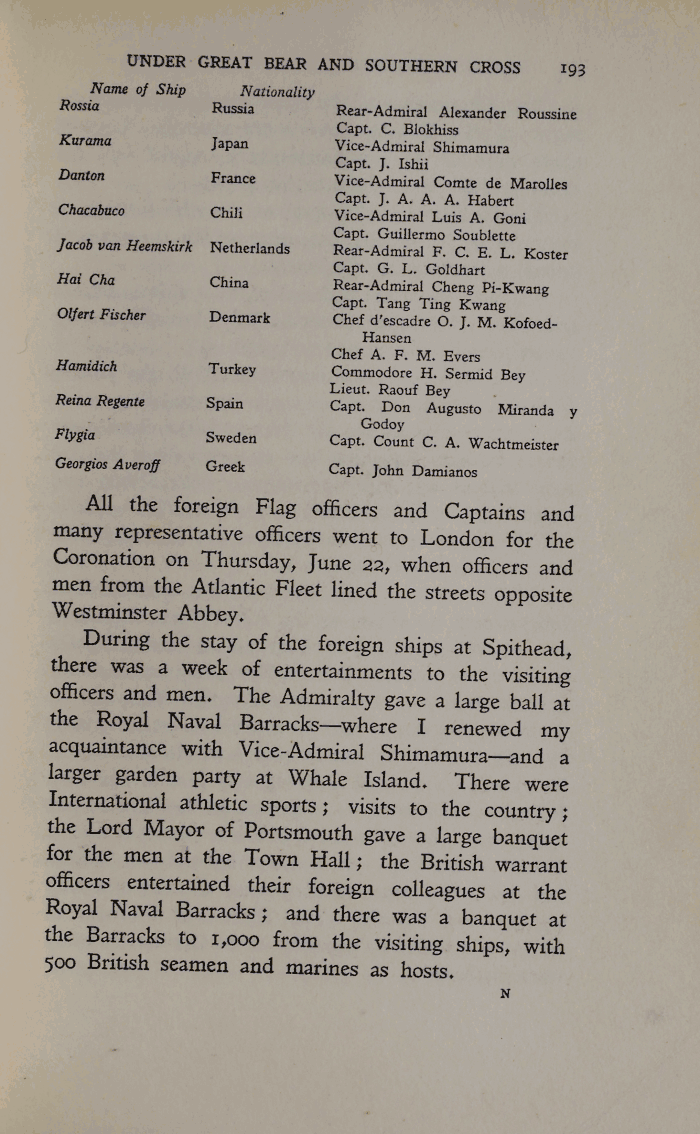 UNDER GREAT BEAR AND SOUTHERN CROSS 193
Name of Ship Nationality
Rossia Russia Rear-Admiral Alexander Roussine
Capt. C. Blokhiss
Kurama Japan Vice-Admiral Shimamura
Capt. J. Ishii
Danton France Vice-Admiral Comte de Marolles
Capt. J. A. A. A. Habert
Chacabuco Chili Vice-Admiral Luis A. Goni
Capt. Guillermo Soublette
Jacob van Heemskirk Netherlands Rear-Admiral F. C. E. L. Koster
Capt. G. L. Goldhart
Hai Cha China Rear-Admiral Cheng Pi-Kwang
Capt. Tang Ting Kwang
Olfert Fischer Denmark Chef d'escadre O. J. M. Kofoed-
Hansen
Chef A. F. M. Evers
Hamidich Turkey Commodore H. Sermid Bey
Lieut. Raouf Bey
Reina Regente Spain Capt. Don Augusto Miranda y
Godoy
Flygia Sweden Capt. Count C. A. Wachtmeister
Georgios Averoff Greek Capt. John Damianos
All the foreign Flag officers and Captains and
many representative officers went to London for the
Coronation on Thursday, June 22, when officers and
men from the Atlantic Fleet lined the streets opposite
Westminster Abbey.
During the stay of the foreign ships at Spithead,
there was a week of entertainments to the visiting
officers and men. The Admiralty gave a large ball at
the Royal Naval Barracks—where I renewed my
acquaintance with Vice-Admiral Shimamura—and a
larger garden party at Whale Island. There were
International athletic sports; visits to the country;
the Lord Mayor of Portsmouth gave a large banquet
for the men at the Town Hall; the British warrant
officers entertained their foreign colleagues at the
Royal Naval Barracks; and there was a banquet at
the Barracks to 1,000 from the visiting ships, with
500 British seamen and marines as hosts.
N